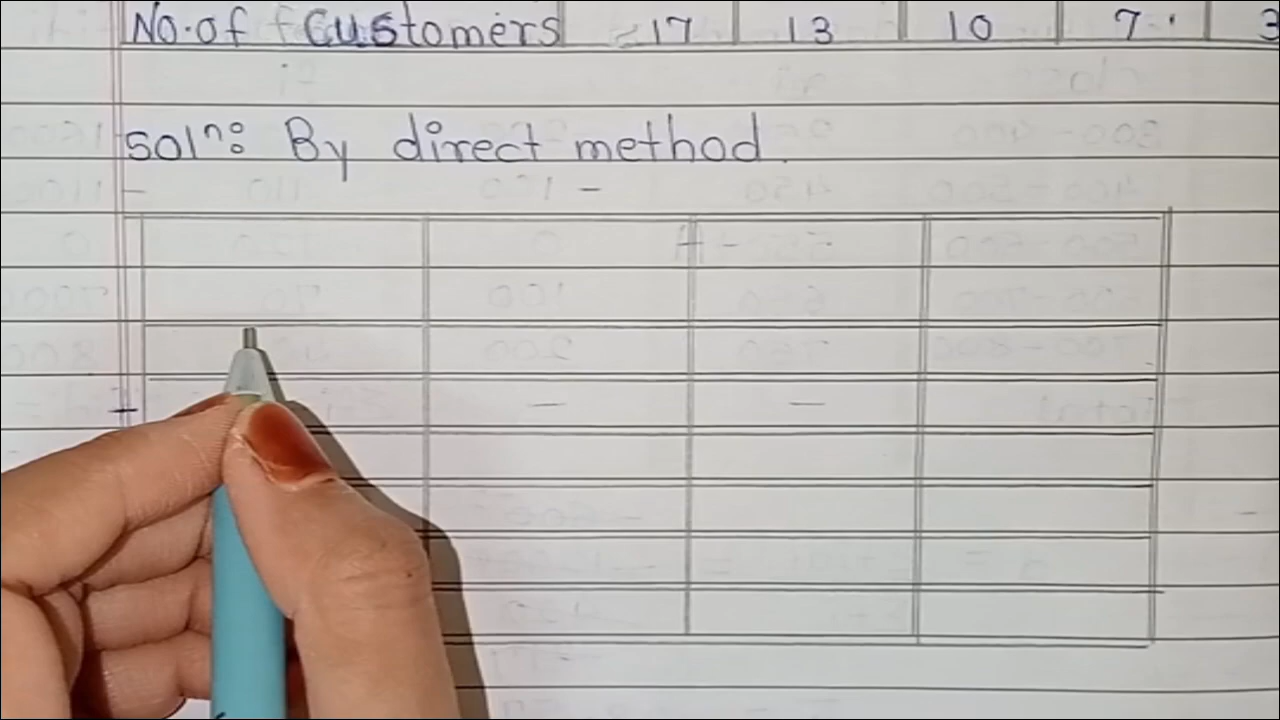 No. of Customers 17 13 10 7 3
Solⁿ: By direct method.